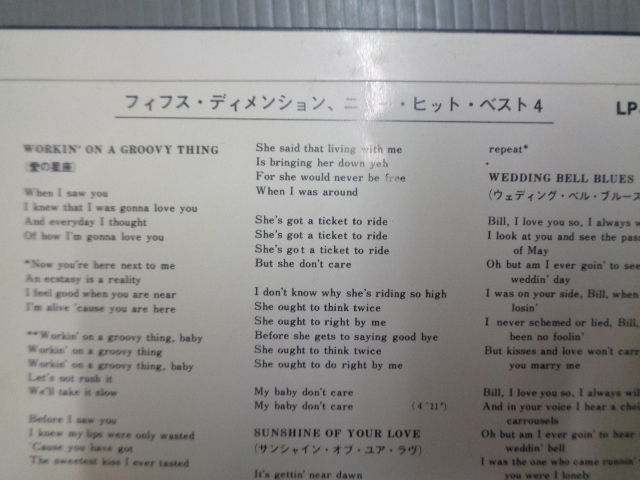 フィフス・ディメンション、ニ・ヒット・ベスト4
LP
WORKIN' ON A GROOVY THING
(愛の星座)
When I saw you
I knew that I was gonna love you
And everyday I thought
Of how I'm gonna love you
*Now you're here next to me
An ecstasy is a reality
I feel good when you are near
I'm alive 'cause you are here
**Workin' on a groovy thing, baby
Workin' on a groovy thing
Workin' on a groovy thing, baby
Let's not rush it
We'll take it slow
Before I saw you
I knew my lips were only wasted
'Cause you have got
The sweetest kiss I ever tasted
She said that living with me
Is bringing her down yeh
For she would never be free
When I was around
She's got a ticket to ride
She's got a ticket to ride
She's got a ticket to ride
But she don't care
I don't know why she's riding so high
She ought to think twice
She ought to right by me
Before she gets to saying good bye
She ought to think twice
She ought to do right by me
My baby don't care
My baby don't care (4'11")
SUNSHINE OF YOUR LOVE
(サンシャイン・オブ・ユア・ラヴ)
It's gettin' near dawn
repeat*
WEDDING BELL BLUES
(ウェディング・ベル・ブルース
Bill, I love you so, I always w
I look at you and see the pas
of May
Oh but am I ever goin' to see
weddin' day
I was on your side, Bill, when
losin'
I never schemed or lied, Bill,
been no foolin'
But kisses and love won't carr
you marry me
Bill, I love you so, I always wil
And in your voice I hear a choi
carrousels
Oh but am I ever goin' to hear
weddin' bell
I was the one who came runnin'
you were lonely